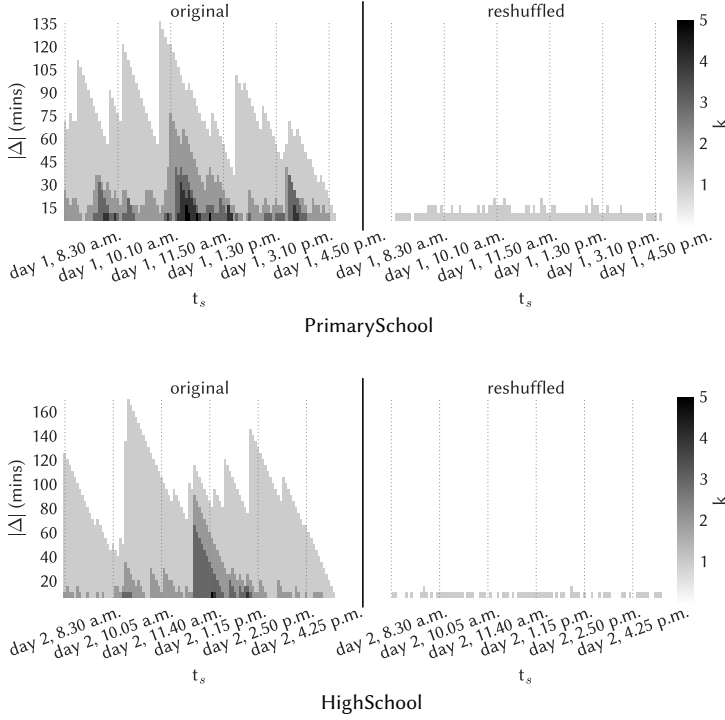 original
reshuffled
135
120
105
90
75
60
45
30
15
|Δ| (mins)
5
4
3
2
1
k
day 1, 8.30 a.m.
day 1, 10.10 a.m.
day 1, 11.50 a.m.
day 1, 1.30 p.m.
day 1, 3.10 p.m.
day 1, 4.50 p.m.
day 1, 8.30 a.m.
day 1, 10.10 a.m.
day 1, 11.50 a.m.
day 1, 1.30 p.m.
day 1, 3.10 p.m.
day 1, 4.50 p.m.
tₛ
tₛ
PrimarySchool
original
reshuffled
160
140
120
100
80
60
40
20
|Δ| (mins)
5
4
3
2
1
k
day 2, 8.30 a.m.
day 2, 10.05 a.m.
day 2, 11.40 a.m.
day 2, 1.15 p.m.
day 2, 2.50 p.m.
day 2, 4.25 p.m.
day 2, 8.30 a.m.
day 2, 10.05 a.m.
day 2, 11.40 a.m.
day 2, 1.15 p.m.
day 2, 2.50 p.m.
day 2, 4.25 p.m.
tₛ
tₛ
HighSchool